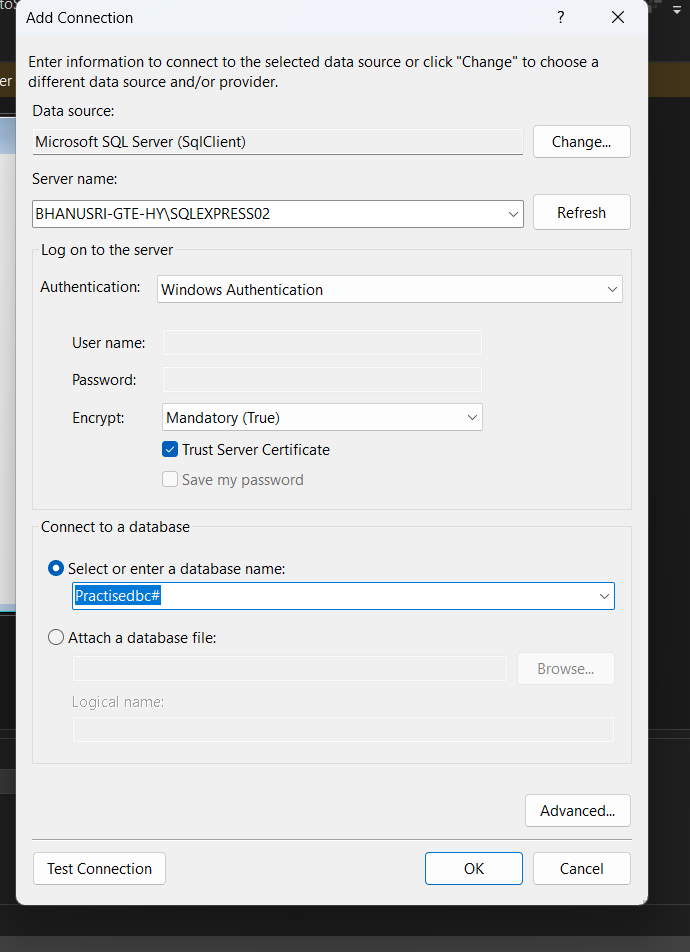 toS
Add Connection
?
Enter information to connect to the selected data source or click "Change" to choose a
different data source and/or provider.
er
Data source:
Microsoft SQL Server (SqlClient)
Change...
Server name:
BHANUSRI-GTE-HY\SQLEXPRESS02
Refresh
Log on to the server
Authentication:
Windows Authentication
User name:
Password:
Encrypt:
Mandatory (True)
Trust Server Certificate
Save my password
Connect to a database
Select or enter a database name:
Practisedbc#
Attach a database file:
Browse...
Logical name:
Advanced...
Test Connection
OK
Cancel